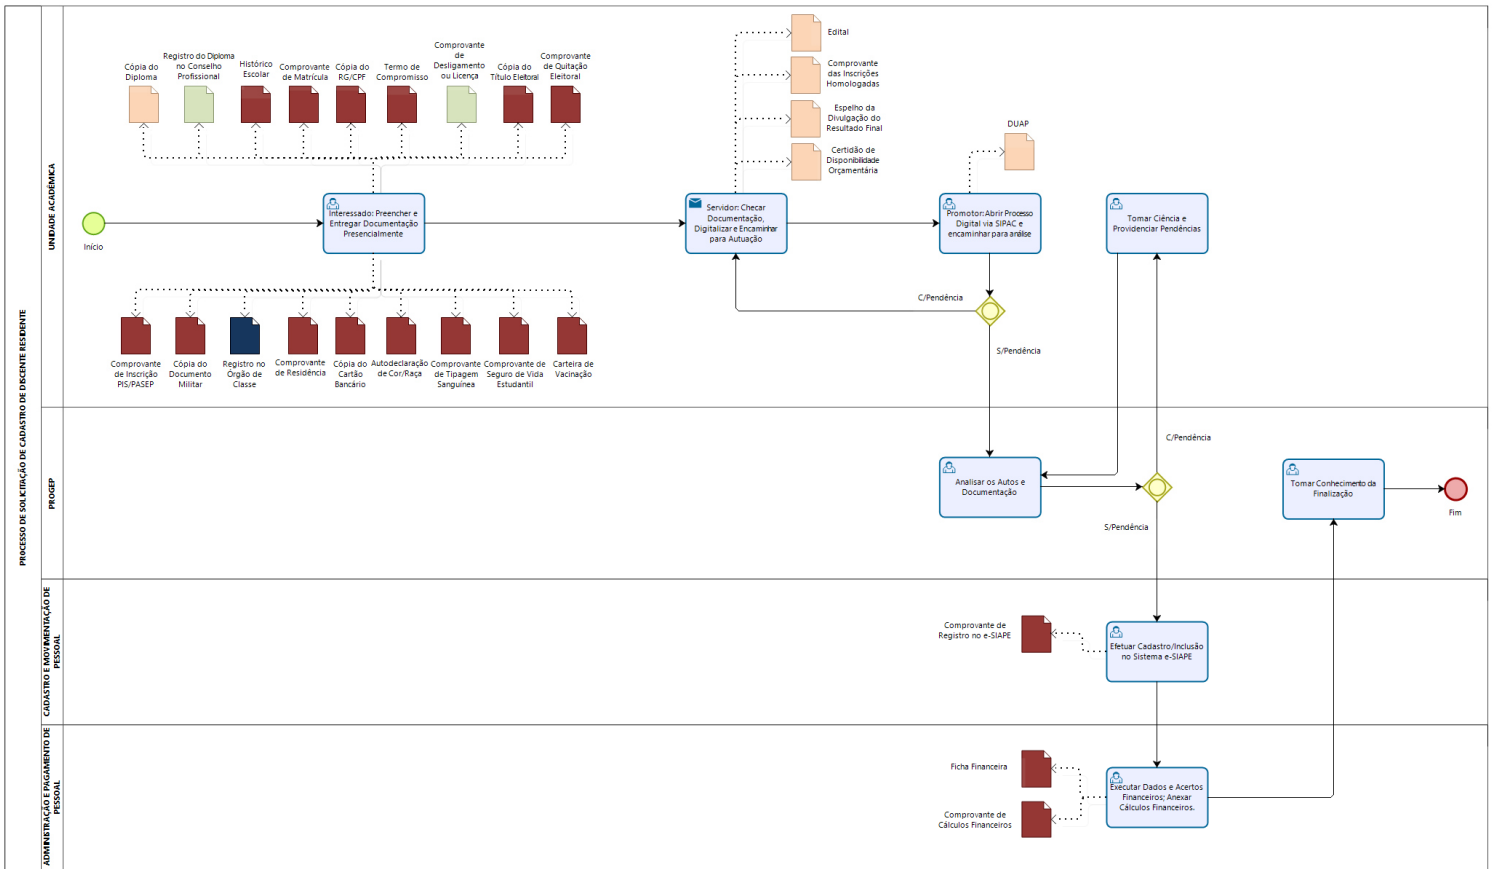 PROCESSO DE SOLICITAÇÃO DE CADASTRO DE DISCENTE RESIDENTE
UNIDADE ACADÊMICA
Cópia do
Diploma
Registro do Diploma
no Conselho
Profissional
Histórico
Escolar
Comprovante
de Matrícula
Cópia do
RG/CPF
Termo de
Compromisso
Comprovante
de
Desligamento
ou Licença
Cópia do
Título Eleitoral
Comprovante
de Quitação
Eleitoral
Edital
Comprovante
das Inscrições
Homologadas
Espelho da
Divulgação do
Resultado Final
Certidão de
Disponibilidade
Orçamentária
DUAP
Início
Interessado: Preencher e
Entregar Documentação
Presencialmente
Servidor: Checar
Documentação,
Digitalizar e Encaminhar
para Autuação
Promotor: Abrir Processo
Digital via SIPAC e
encaminhar para análise
Tomar Ciência e
Providenciar Pendências
C/Pendência
S/Pendência
Comprovante
de Inscrição
PIS/PASEP
Cópia do
Documento
Militar
Registro no
Órgão de
Classe
Comprovante
de Residência
Cópia do
Cartão
Bancário
Autodeclaração
de Cor/Raça
Comprovante
de Tipagem
Sanguínea
Comprovante de
Seguro de Vida
Estudantil
Carteira de
Vacinação
PROGEP
C/Pendência
Analisar os Autos e
Documentação
S/Pendência
Tomar Conhecimento da
Finalização
Fim
CADASTRO E MOVIMENTAÇÃO DE
PESSOAL
Comprovante de
Registro no e-SIAPE
Efetuar Cadastro/Inclusão
no Sistema e-SIAPE
ADMINISTRAÇÃO E PAGAMENTO DE
PESSOAL
Ficha Financeira
Comprovante de
Cálculos Financeiros
Executar Dados e Acertos
Financeiros; Anexar
Cálculos Financeiros.